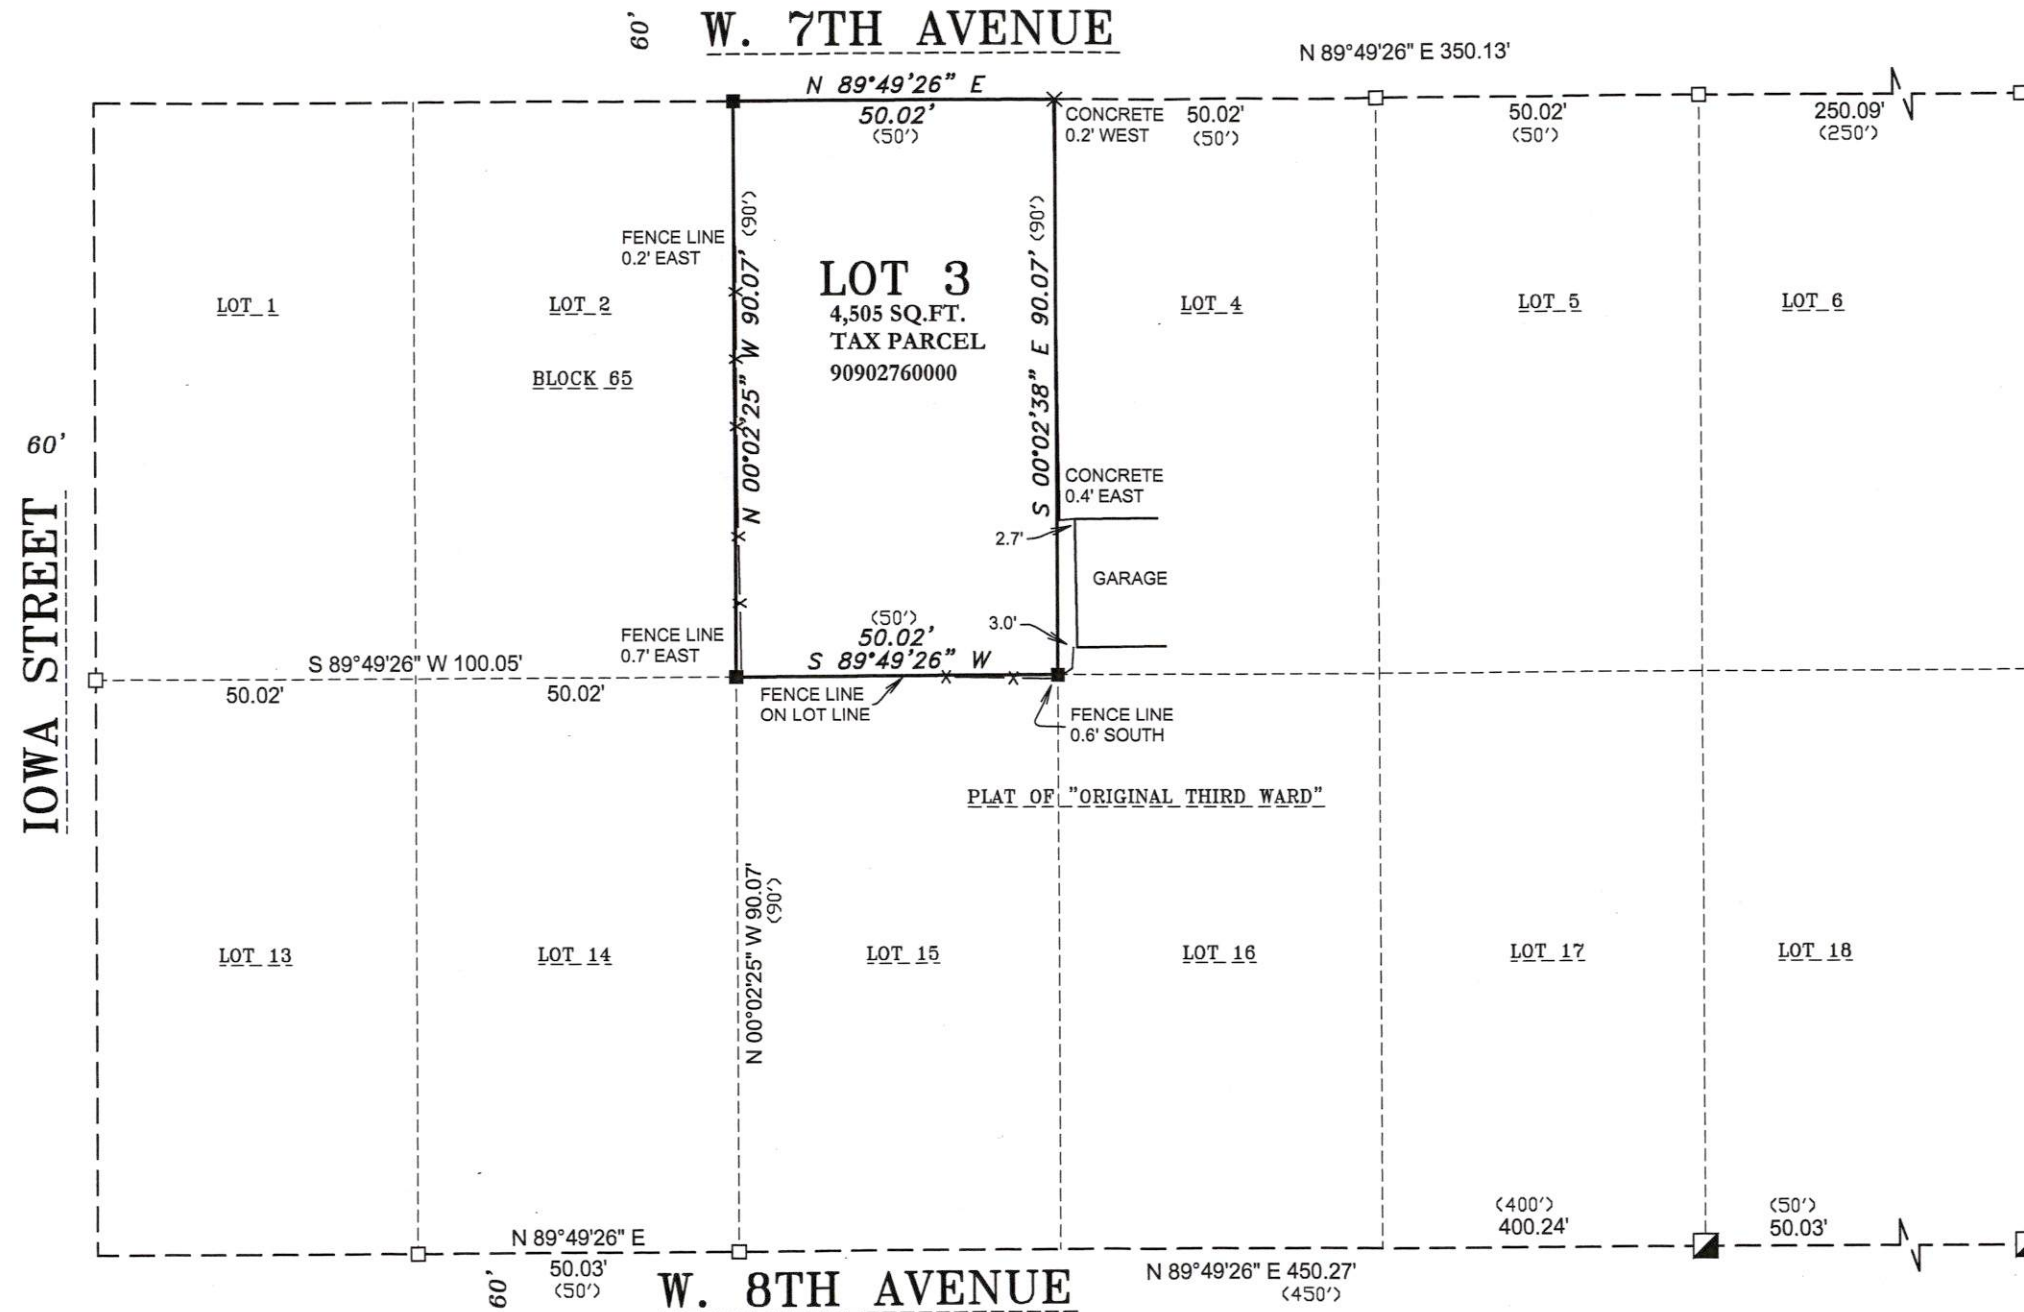 60'
W. 7TH AVENUE
N 89°49'26" E 350.13'
N 89°49'26" E
50.02'
(50')
CONCRETE
0.2' WEST
50.02'
(50')
50.02'
(50')
250.09'
(250')
FENCE LINE
0.2' EAST
N 00°02'25" W 90.07' (90')
S 00°02'38" E 90.07' (90')
LOT 3
4,505 SQ.FT.
TAX PARCEL
90902760000
LOT 1
LOT 2
BLOCK 65
LOT 4
LOT 5
LOT 6
60'
IOWA STREET
CONCRETE
0.4' EAST
2.7'
GARAGE
3.0'
FENCE LINE
0.7' EAST
(50')
50.02'
S 89°49'26" W
S 89°49'26" W 100.05'
50.02'
50.02'
FENCE LINE
ON LOT LINE
FENCE LINE
0.6' SOUTH
PLAT OF "ORIGINAL THIRD WARD"
N 00°02'25" W 90.07'
(90')
LOT 13
LOT 14
LOT 15
LOT 16
LOT 17
LOT 18
(400')
400.24'
(50')
50.03'
N 89°49'26" E
50.03'
(50')
60'
W. 8TH AVENUE
N 89°49'26" E 450.27'
(450')